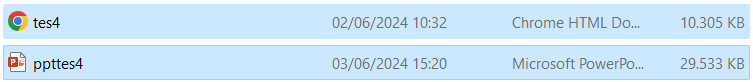 tes4 02/06/2024 10:32 Chrome HTML Do... 10.305 KB
ppttes4 03/06/2024 15:20 Microsoft PowerPo... 29.533 KB